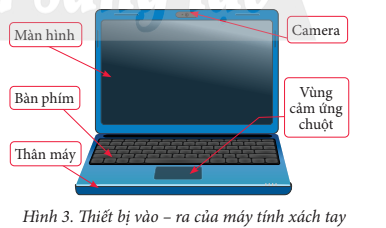 Màn hình
Camera
Bàn phím
Vùng
cảm ứng
chuột
Thân máy
Hình 3. Thiết bị vào – ra của máy tính xách tay